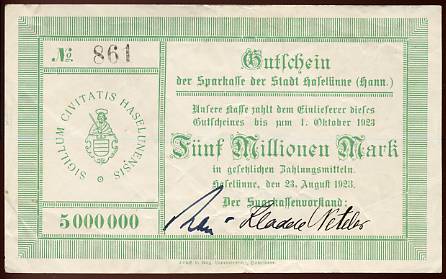 № 861
SIGILLUM CIVITATIS HASELINENSIS
5000000
Gutschein
der Sparkasse der Stadt Haselünne (Hann.)
Unsere Kasse zahlt dem Einlieferer dieses
Gutscheines bis zum 1. Oktober 1923
Fünf Millionen Mark
in gesetzlichen Zahlungsmitteln.
Haselünne, den 23. August 1923.
Der Sparkassenvorstand: